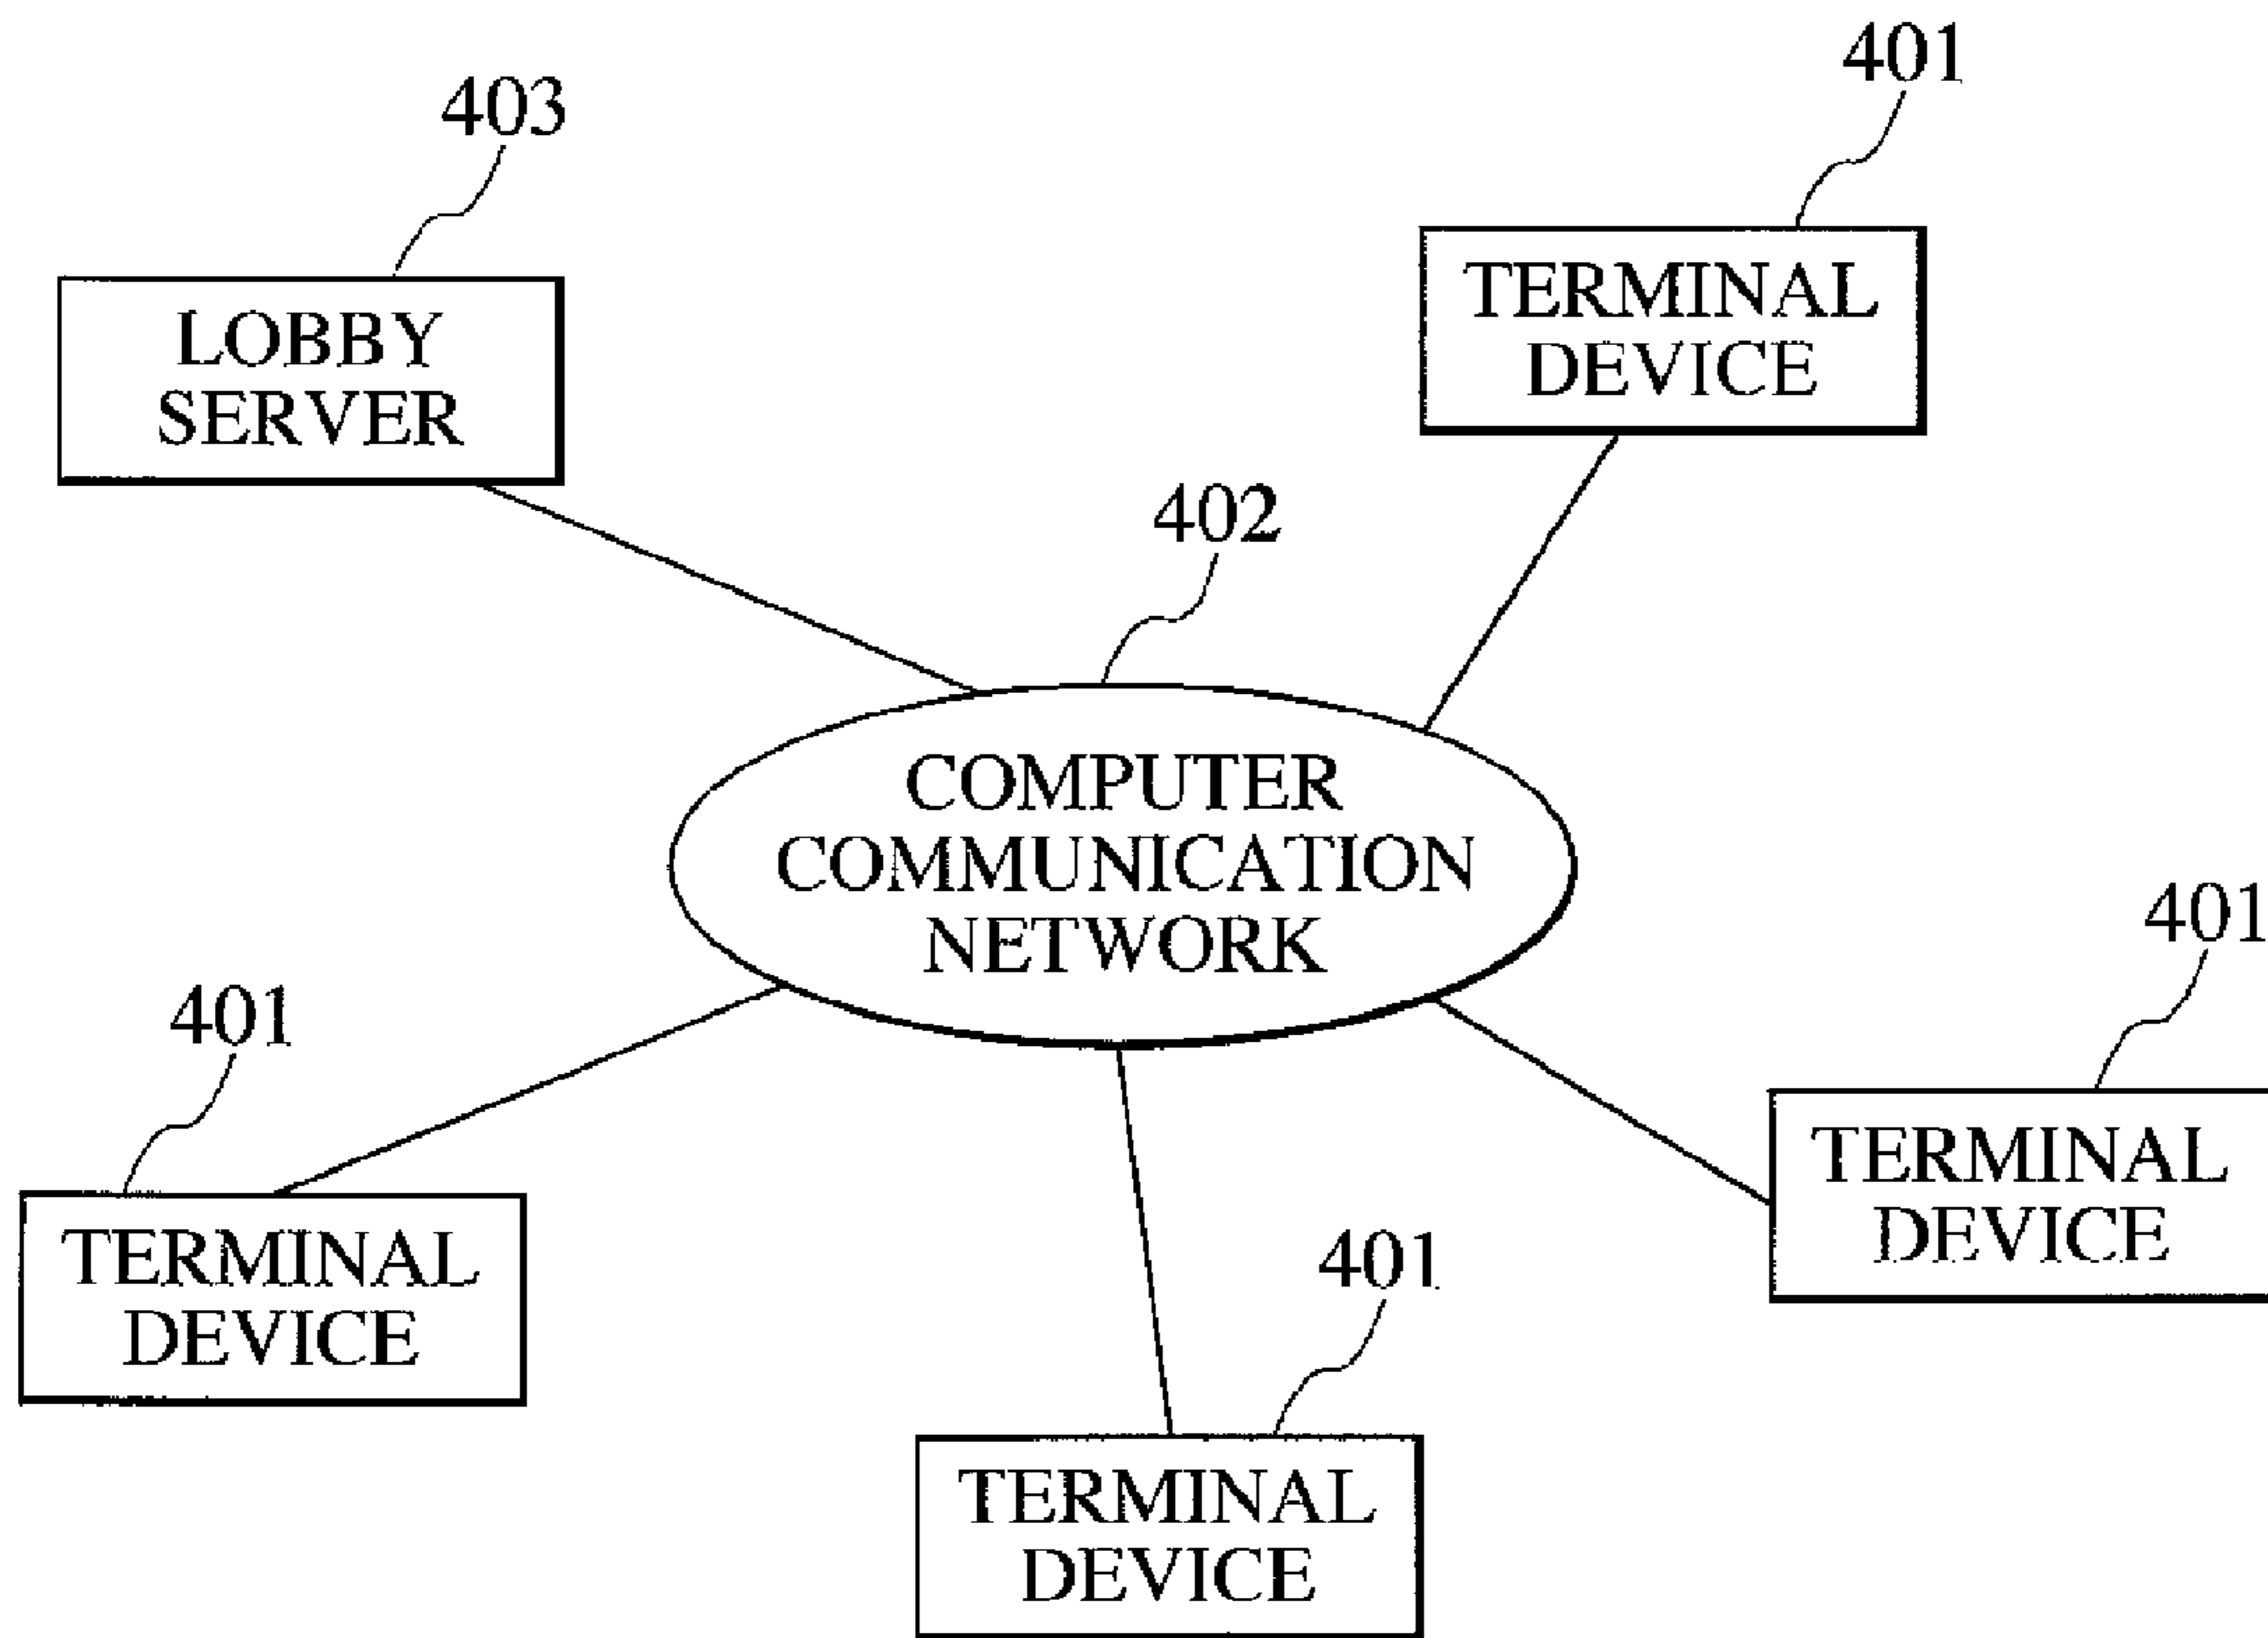 401
403
TERMINAL
DEVICE
LOBBY
SERVER
402
COMPUTER
COMMUNICATION
NETWORK
401
401
TERMINAL
DEVICE
TERMINAL
DEVICE
401
TERMINAL
DEVICE